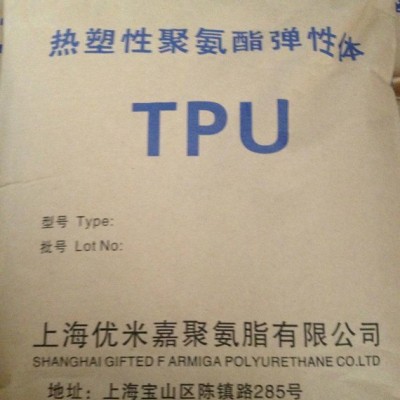 热塑性聚氨酯弹性体
TPU
型号 Type:
批号 Lot No:
上海优米嘉聚氨脂有限公司
SHANGHAI GIFTED F ARMIGA POLYURETHANE CO.LTD
地址：上海宝山区陈镇路285号